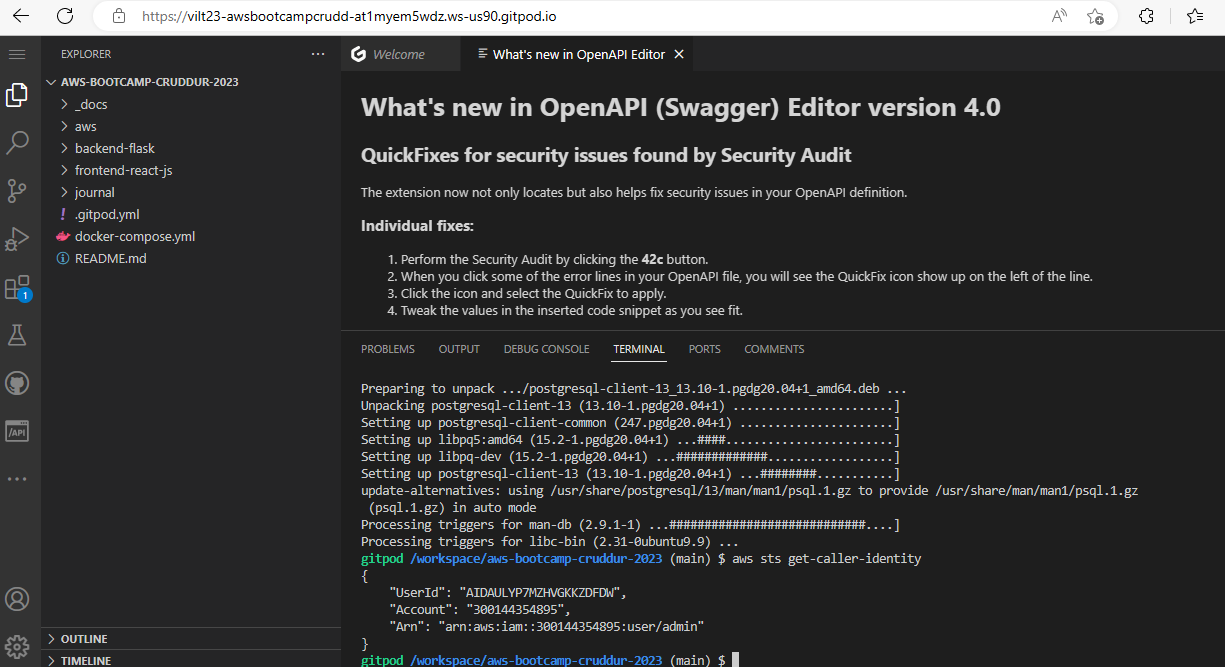 https://vilt23-awsbootcampcrudd-at1myem5wdz.ws-us90.gitpod.io
EXPLORER
AWS-BOOTCAMP-CRUDDUR-2023
_docs
aws
backend-flask
frontend-react-js
journal
.gitpod.yml
docker-compose.yml
README.md
1
/API
OUTLINE
TIMELINE
Welcome
What's new in OpenAPI Editor
What's new in OpenAPI (Swagger) Editor version 4.0
QuickFixes for security issues found by Security Audit
The extension now not only locates but also helps fix security issues in your OpenAPI definition.
Individual fixes:
1. Perform the Security Audit by clicking the 42c button.
2. When you click some of the error lines in your OpenAPI file, you will see the QuickFix icon show up on the left of the line.
3. Click the icon and select the QuickFix to apply.
4. Tweak the values in the inserted code snippet as you see fit.
PROBLEMS OUTPUT DEBUG CONSOLE TERMINAL PORTS COMMENTS
Preparing to unpack .../postgresql-client-13_13.10-1.pgdg20.04+1_amd64.deb ...
Unpacking postgresql-client-13 (13.10-1.pgdg20.04+1) .......................]
Setting up postgresql-client-common (247.pgdg20.04+1) ......................]
Setting up libpq5:amd64 (15.2-1.pgdg20.04+1) ...####........................]
Setting up libpq-dev (15.2-1.pgdg20.04+1) ...#############..................]
Setting up postgresql-client-13 (13.10-1.pgdg20.04+1) ...########...........]
update-alternatives: using /usr/share/postgresql/13/man/man1/psql.1.gz to provide /usr/share/man/man1/psql.1.gz
(psql.1.gz) in auto mode
Processing triggers for man-db (2.9.1-1) ...############################....]
Processing triggers for libc-bin (2.31-0ubuntu9.9) ...
gitpod /workspace/aws-bootcamp-cruddur-2023 (main) $ aws sts get-caller-identity
{
"UserId": "AIDAULYP7MZHVGKKZDFDW",
"Account": "300144354895",
"Arn": "arn:aws:iam::300144354895:user/admin"
}
gitpod /workspace/aws-bootcamp-cruddur-2023 (main) $